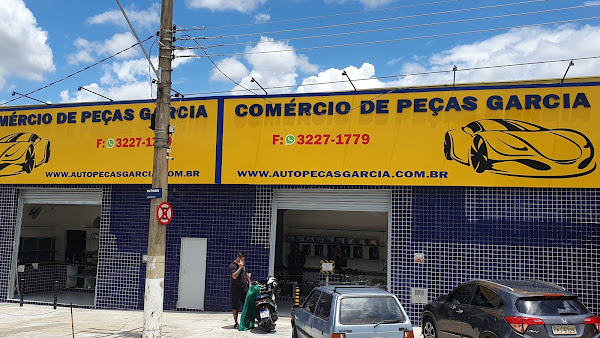 MÉRCIO DE PEÇAS GARCIA
F: 3227-1779
WWW.AUTOPECASGARCIA.COM.BR
COMÉRCIO DE PEÇAS GARCIA
F: 3227-1779
WWW.AUTOPECASGARCIA.COM.BR